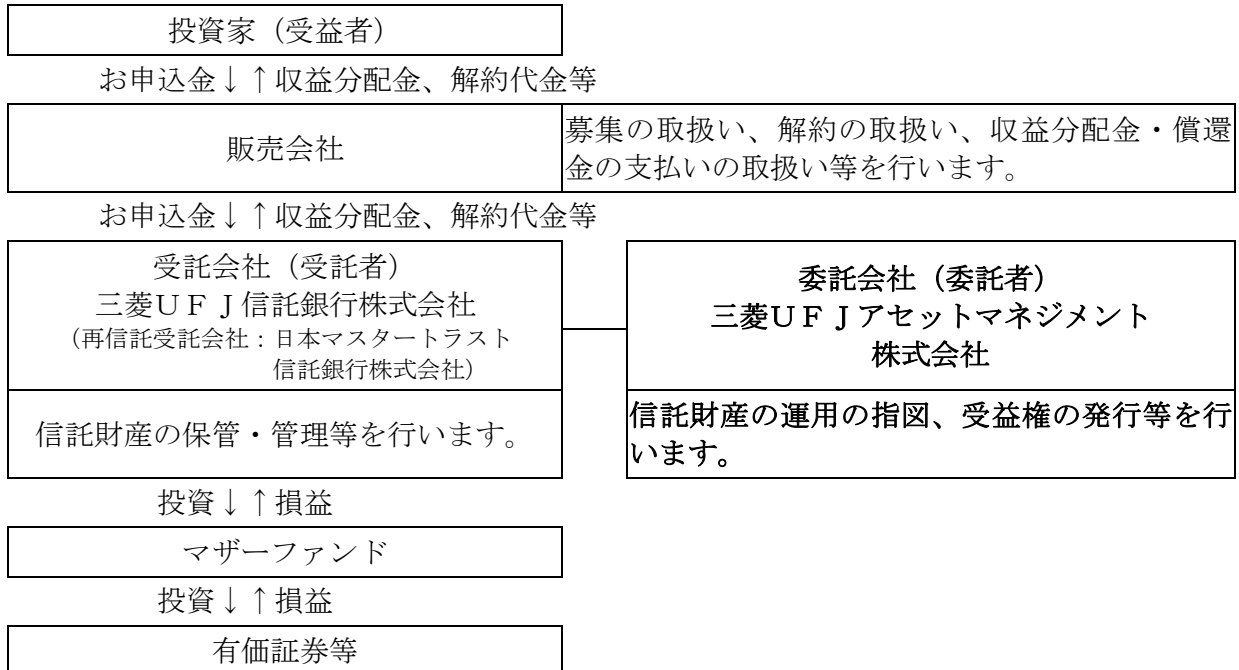 投資家（受益者）
お申込金↓↑収益分配金、解約代金等
販売会社
募集の取扱い、解約の取扱い、収益分配金・償還
金の支払いの取扱い等を行います。
お申込金↓↑収益分配金、解約代金等
受託会社（受託者）
三菱ＵＦＪ信託銀行株式会社
（再信託受託会社：日本マスタートラスト
信託銀行株式会社）
委託会社（委託者）
三菱ＵＦＪアセットマネジメント
株式会社
信託財産の保管・管理等を行います。
信託財産の運用の指図、受益権の発行等を行
います。
投資↓↑損益
マザーファンド
投資↓↑損益
有価証券等